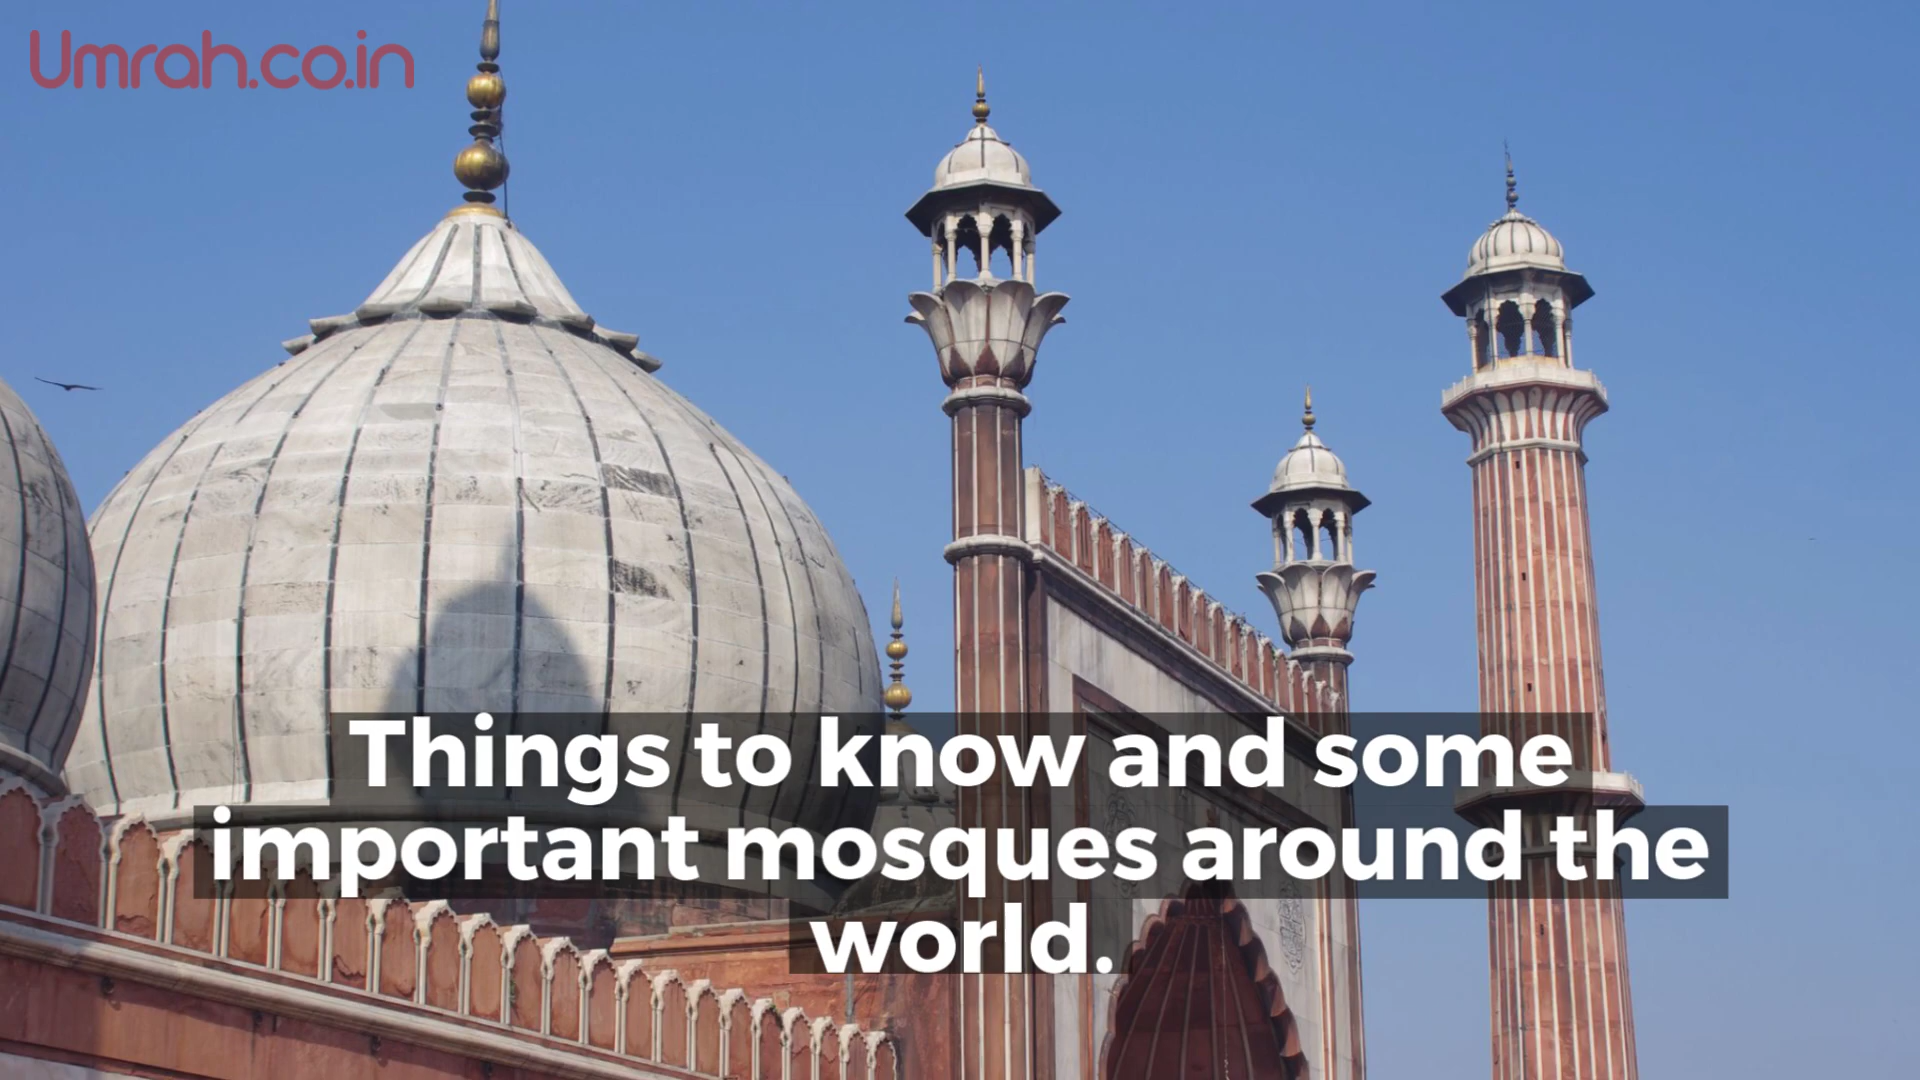 Umrah.co.in
Things to know and some
important mosques around the
world.